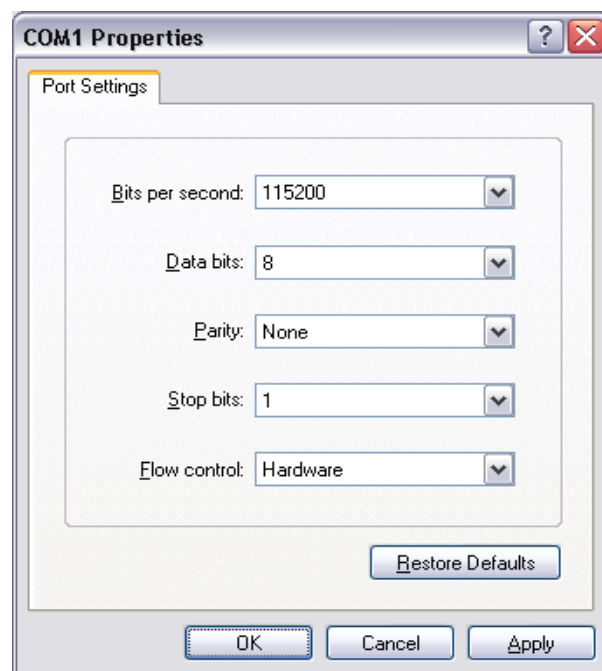 COM1 Properties
Port Settings
Bits per second: 115200
Data bits: 8
Parity: None
Stop bits: 1
Flow control: Hardware
Restore Defaults
OK Cancel Apply